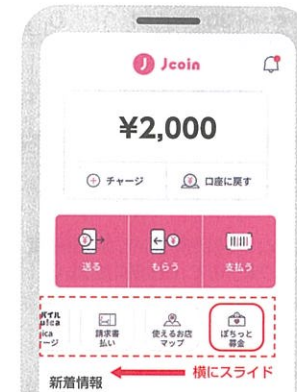 J Jcoin
¥2,000
チャージ 口座に戻す
送る もらう 支払う
請求書
払い
使えるお店
マップ
ぽちっと
募金
横にスライド
新着情報